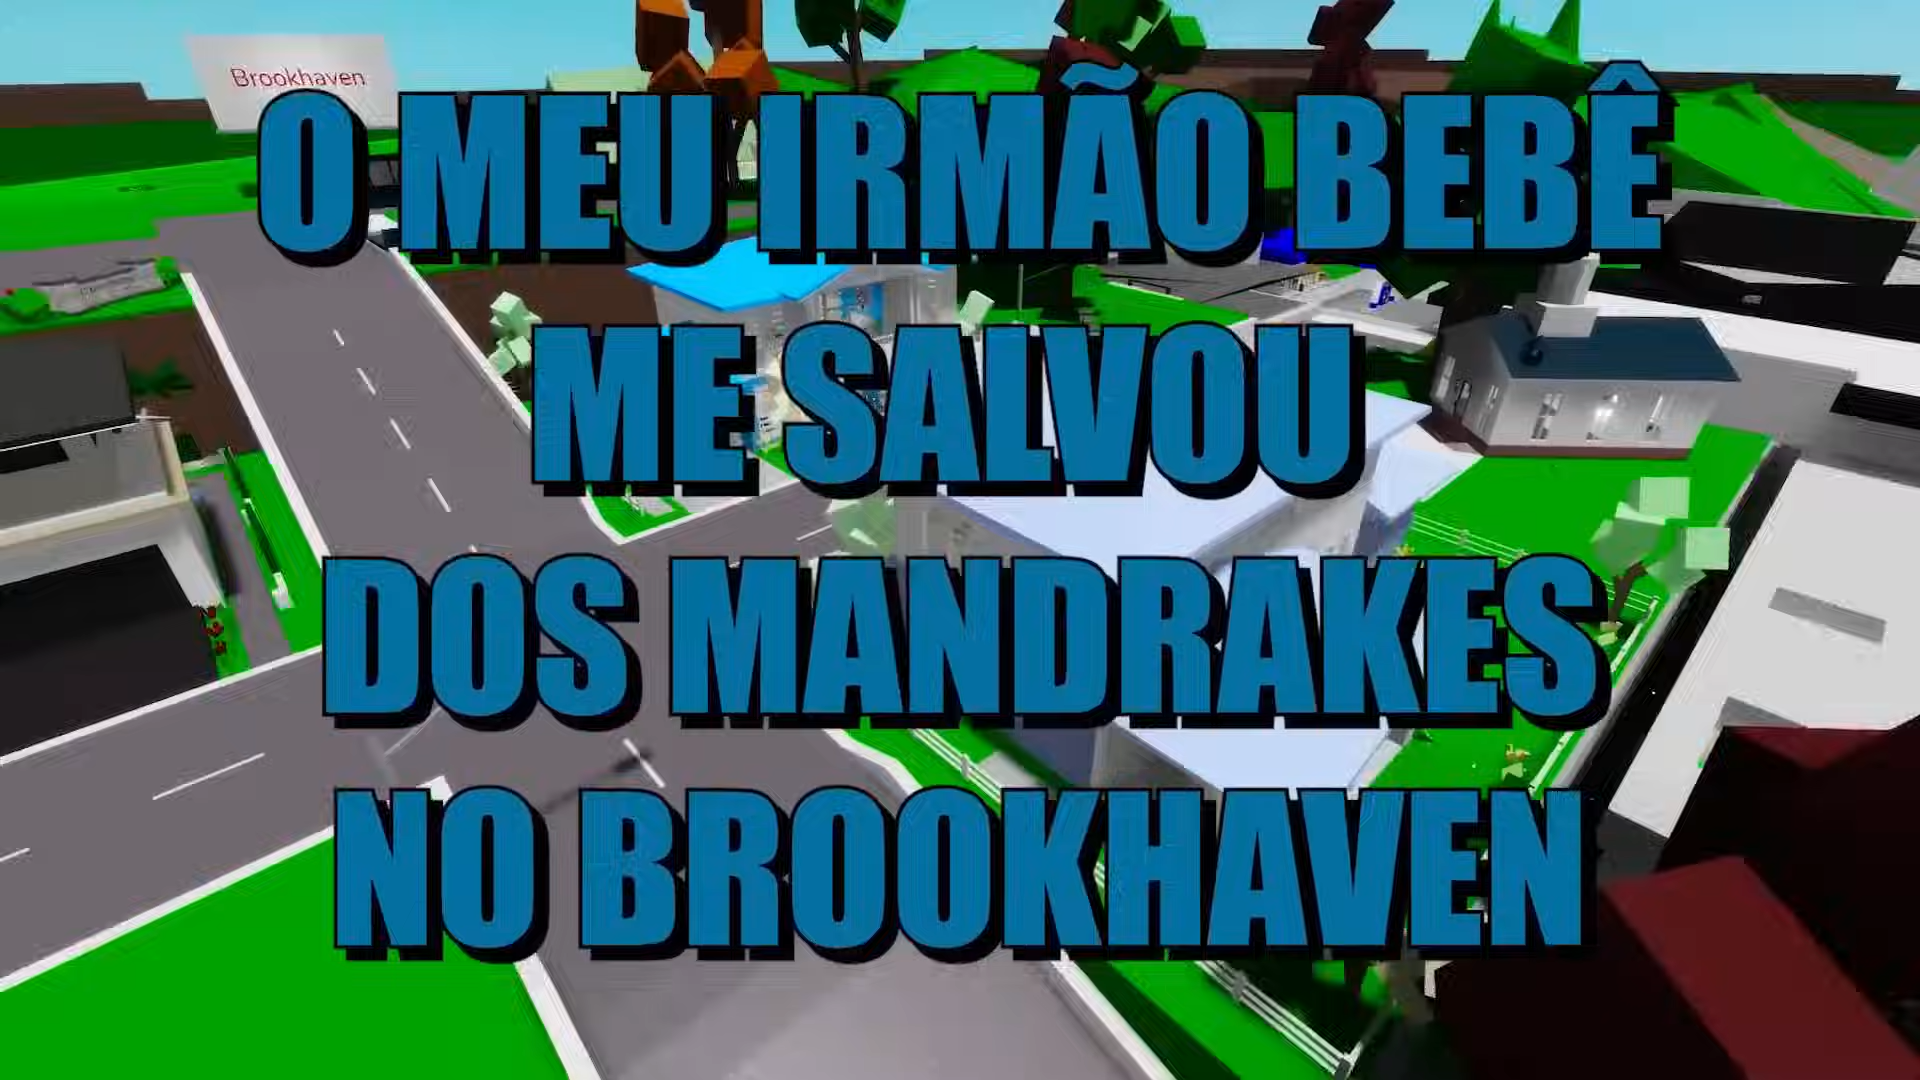 Brookhaven
O MEU IRMÃO BEBÊ
ME SALVOU
DOS MANDRAKES
NO BROOKHAVEN